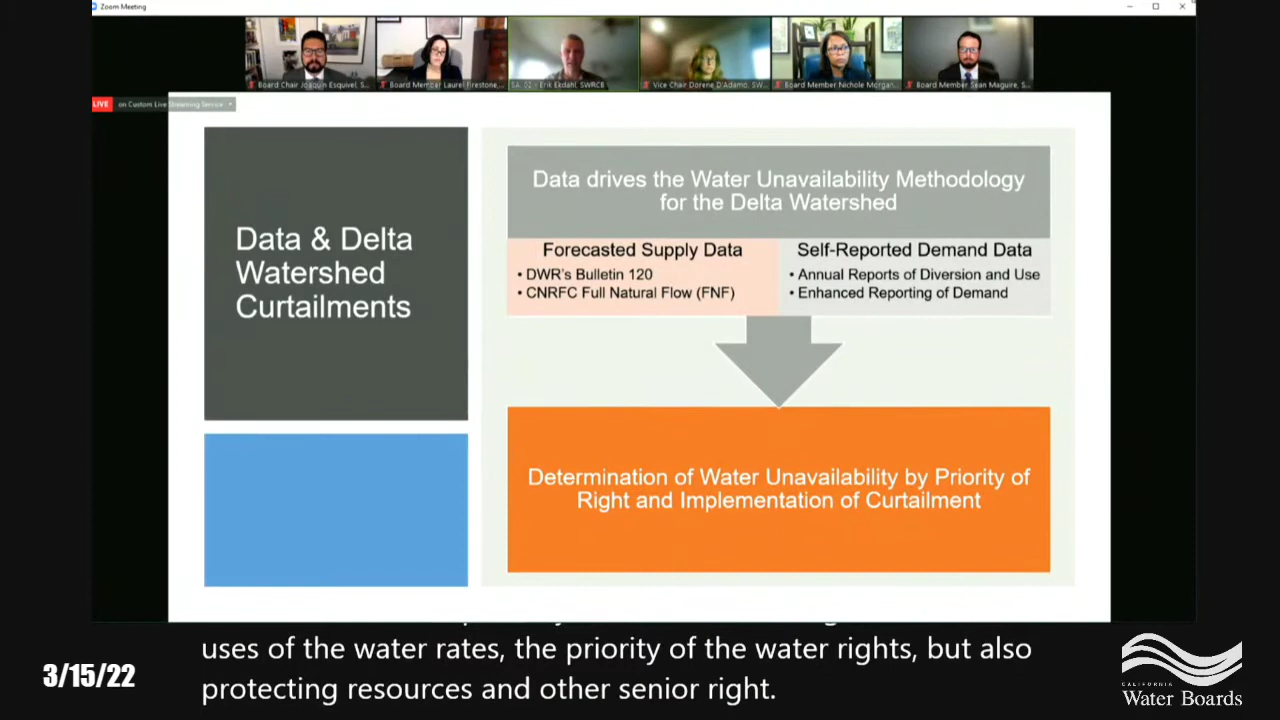 Zoom Meeting
Board Chair Joaquin Esquivel, S...
Board Member Laurel Firestone,...
SA. 02 - Erik Ekdahl, SWRCB
Vice Chair Dorene D'Adamo, SW...
Board Member Nichole Morgan,...
Board Member Sean Maguire, S...
LIVE on Custom Live Streaming Service
Data & Delta
Watershed
Curtailments
Data drives the Water Unavailability Methodology
for the Delta Watershed
Forecasted Supply Data
• DWR's Bulletin 120
• CNRFC Full Natural Flow (FNF)
Self-Reported Demand Data
• Annual Reports of Diversion and Use
• Enhanced Reporting of Demand
Determination of Water Unavailability by Priority of
Right and Implementation of Curtailment
uses of the water rates, the priority of the water rights, but also
protecting resources and other senior right.
3/15/22
CALIFORNIA
Water Boards